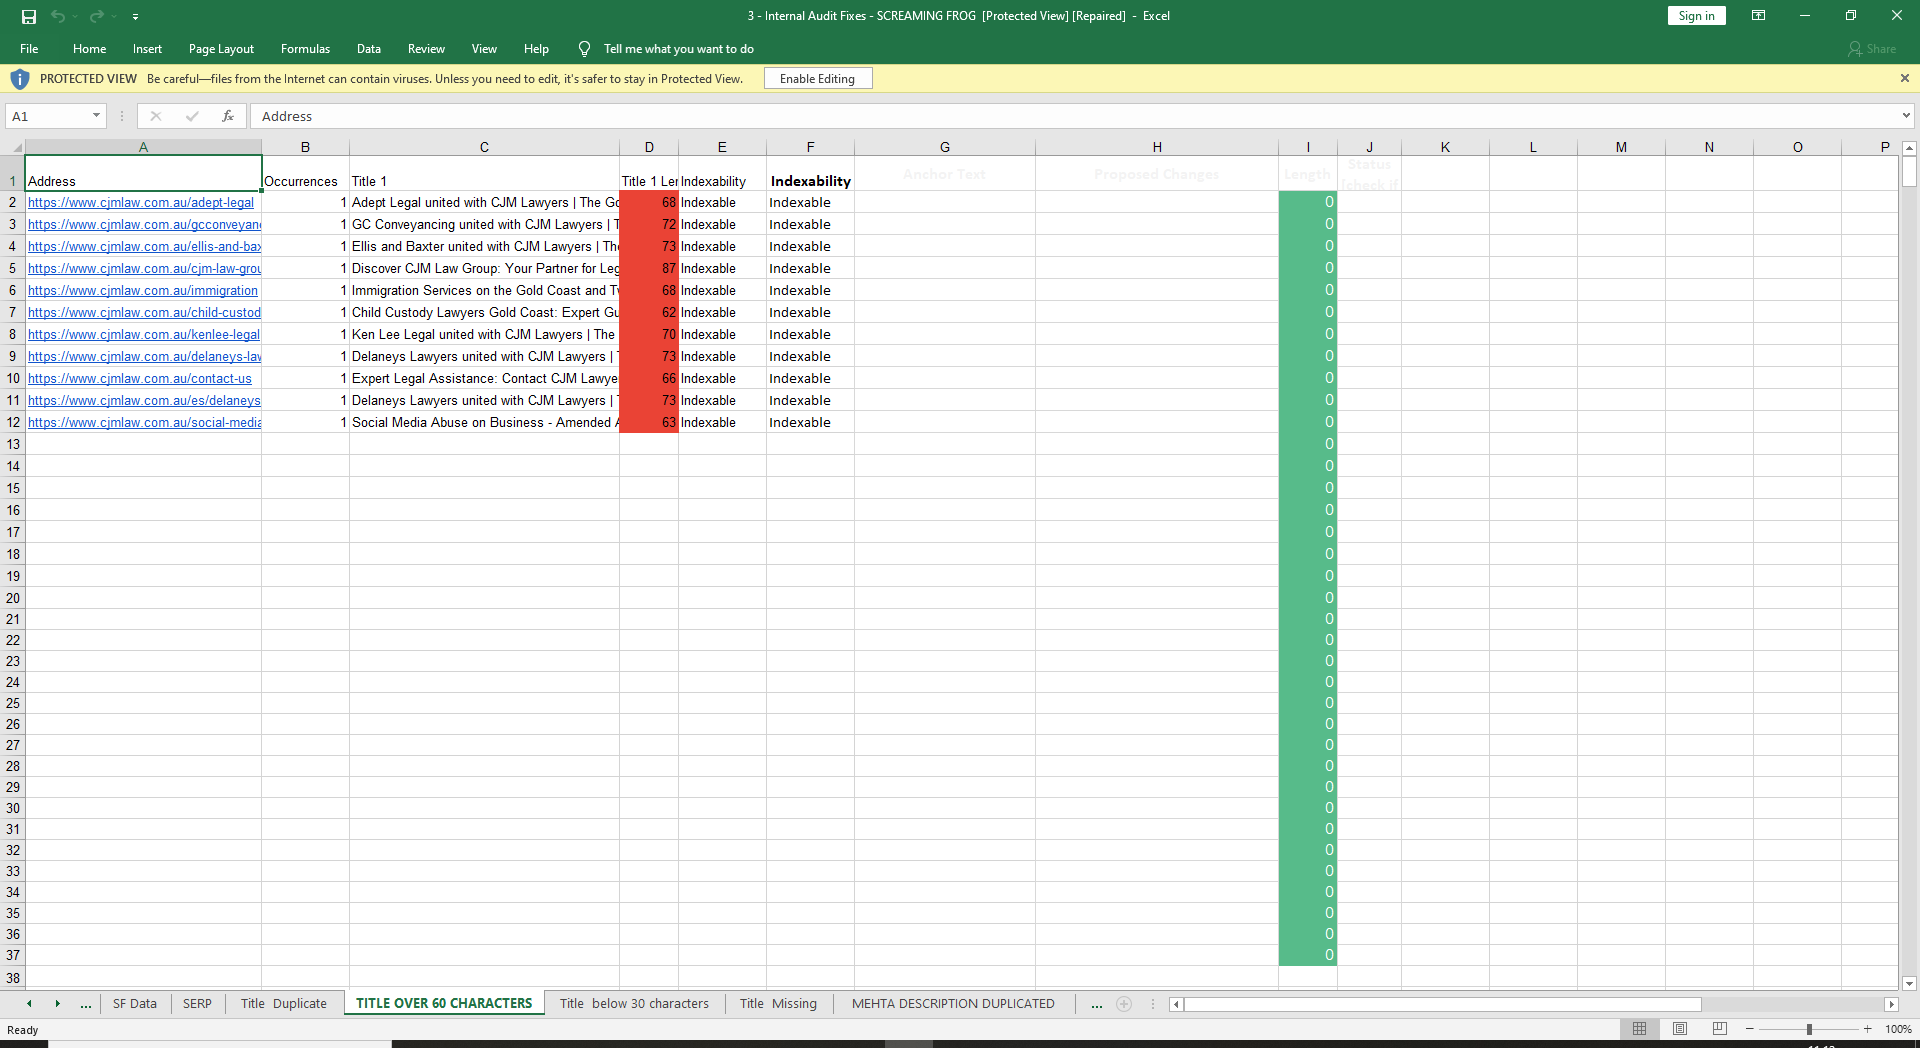 3 - Internal Audit Fixes - SCREAMING FROG [Protected View] [Repaired] - Excel
Sign in
File Home Insert Page Layout Formulas Data Review View Help Tell me what you want to do Share
PROTECTED VIEW Be careful—files from the Internet can contain viruses. Unless you need to edit, it's safer to stay in Protected View. Enable Editing
A1 fx Address
A B C D E F G H I J K L M N O P
1 Address Occurrences Title 1 Title 1 Ler Indexability Indexability Anchor Text Proposed Changes Length Status (check if
2 https://www.cjmlaw.com.au/adept-legal 1 Adept Legal united with CJM Lawyers | The Go 68 Indexable Indexable 0
3 https://www.cjmlaw.com.au/gcconveyanc 1 GC Conveyancing united with CJM Lawyers | T 72 Indexable Indexable 0
4 https://www.cjmlaw.com.au/ellis-and-bax 1 Ellis and Baxter united with CJM Lawyers | The 73 Indexable Indexable 0
5 https://www.cjmlaw.com.au/cjm-law-grou 1 Discover CJM Law Group: Your Partner for Leg 87 Indexable Indexable 0
6 https://www.cjmlaw.com.au/immigration 1 Immigration Services on the Gold Coast and Tw 68 Indexable Indexable 0
7 https://www.cjmlaw.com.au/child-custod 1 Child Custody Lawyers Gold Coast: Expert Gu 62 Indexable Indexable 0
8 https://www.cjmlaw.com.au/kenlee-legal 1 Ken Lee Legal united with CJM Lawyers | The 70 Indexable Indexable 0
9 https://www.cjmlaw.com.au/delaneys-law 1 Delaneys Lawyers united with CJM Lawyers | T 73 Indexable Indexable 0
10 https://www.cjmlaw.com.au/contact-us 1 Expert Legal Assistance: Contact CJM Lawye 66 Indexable Indexable 0
11 https://www.cjmlaw.com.au/es/delaneys 1 Delaneys Lawyers united with CJM Lawyers | T 73 Indexable Indexable 0
12 https://www.cjmlaw.com.au/social-media 1 Social Media Abuse on Business - Amended A 63 Indexable Indexable 0
13 0
14 0
15 0
16 0
17 0
18 0
19 0
20 0
21 0
22 0
23 0
24 0
25 0
26 0
27 0
28 0
29 0
30 0
31 0
32 0
33 0
34 0
35 0
36 0
37 0
38
... SF Data SERP Title Duplicate TITLE OVER 60 CHARACTERS Title below 30 characters Title Missing MEHTA DESCRIPTION DUPLICATED ...
Ready 100%